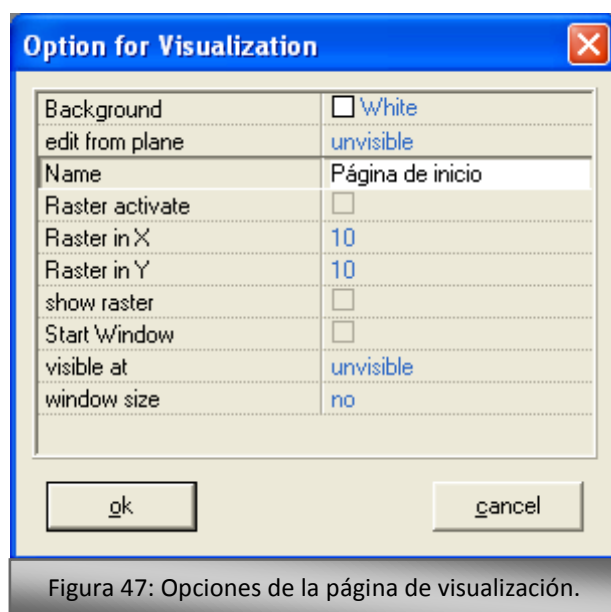 Option for Visualization
Background White
edit from plane unvisible
Name Página de inicio
Raster activate
Raster in X 10
Raster in Y 10
show raster
Start Window
visible at unvisible
window size no
ok cancel
Figura 47: Opciones de la página de visualización.